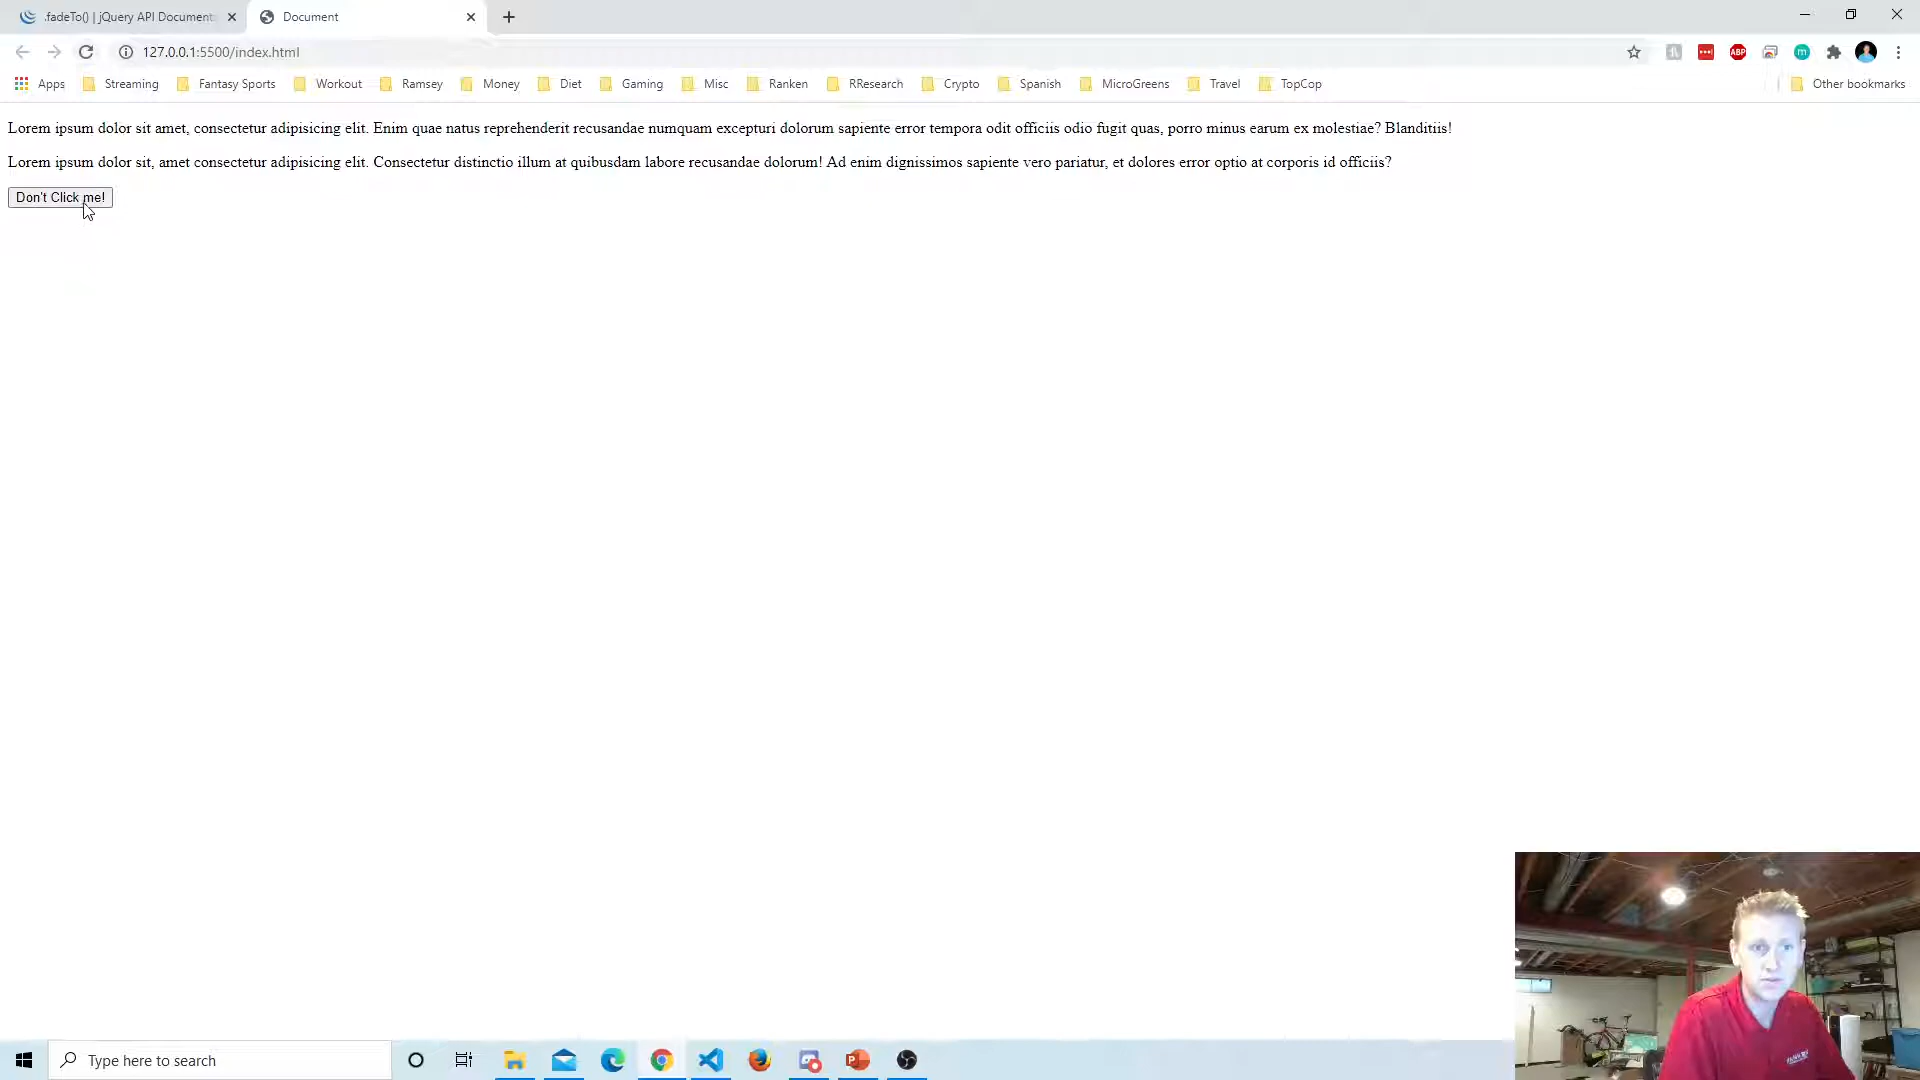 .fadeTo() | jQuery API Document
Document
127.0.0.1:5500/index.html
ABP
m
Apps Streaming Fantasy Sports Workout Ramsey Money Diet Gaming Misc Ranken RResearch Crypto Spanish MicroGreens Travel TopCop Other bookmarks
Lorem ipsum dolor sit amet, consectetur adipisicing elit. Enim quae natus reprehenderit recusandae numquam excepturi dolorum sapiente error tempora odit officiis odio fugit quas, porro minus earum ex molestiae? Blanditiis!
Lorem ipsum dolor sit, amet consectetur adipisicing elit. Consectetur distinctio illum at quibusdam labore recusandae dolorum! Ad enim dignissimos sapiente vero pariatur, et dolores error optio at corporis id officiis?
Don't Click me!
Type here to search